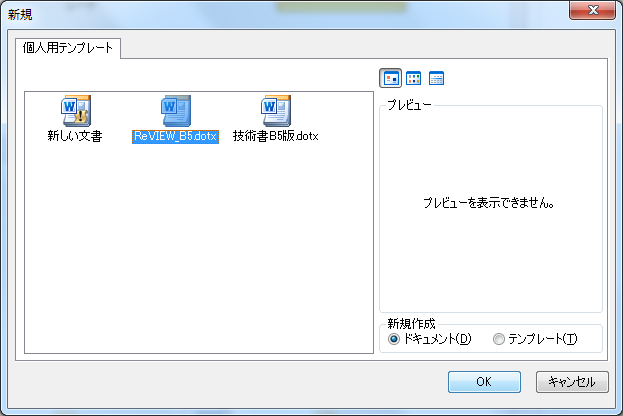 新規
個人用テンプレート
新しい文書
ReVIEW_B5.dotx
技術書B5版.dotx
プレビュー
プレビューを表示できません。
新規作成
ドキュメント(D)
テンプレート(T)
OK
キャンセル